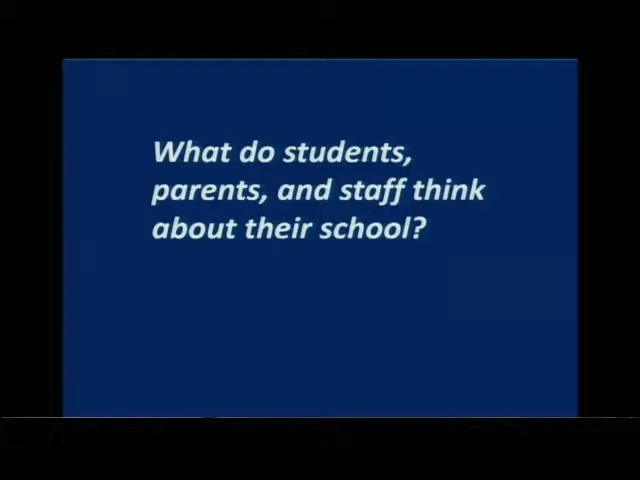 What do students,
parents, and staff think
about their school?